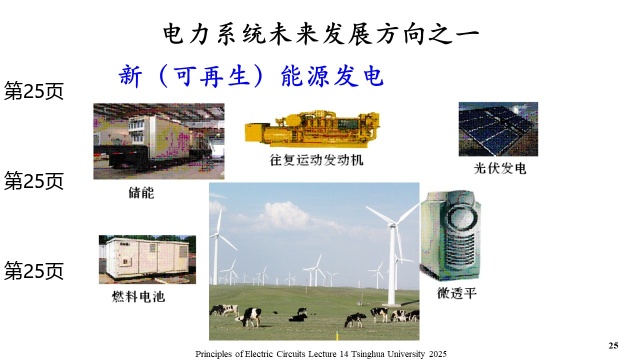 电力系统未来发展方向之一
新（可再生）能源发电
第25页
往复运动发动机
光伏发电
第25页
储能
第25页
燃料电池
微透平
25
Principles of Electric Circuits Lecture 14 Tsinghua University 2025